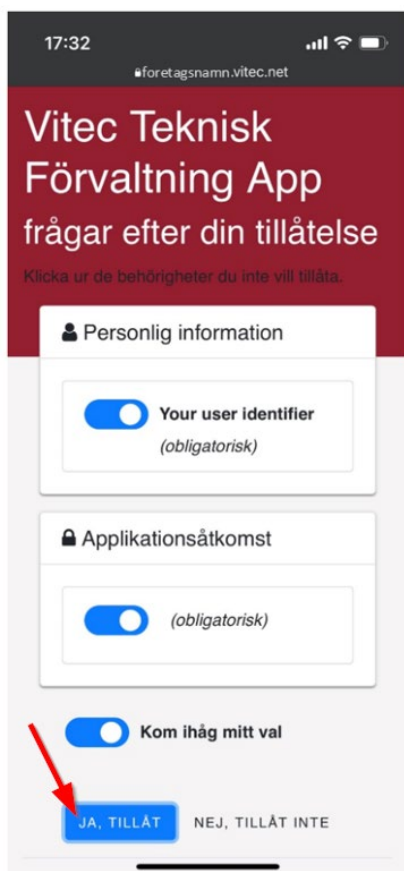 17:32
foretagsnamn.vitec.net
Vitec Teknisk
Förvaltning App
frågar efter din tillåtelse
Klicka ur de behörigheter du inte vill tillåta.
Personlig information
Your user identifier
(obligatorisk)
Applikationsåtkomst
(obligatorisk)
Kom ihåg mitt val
JA, TILLÅT NEJ, TILLÅT INTE